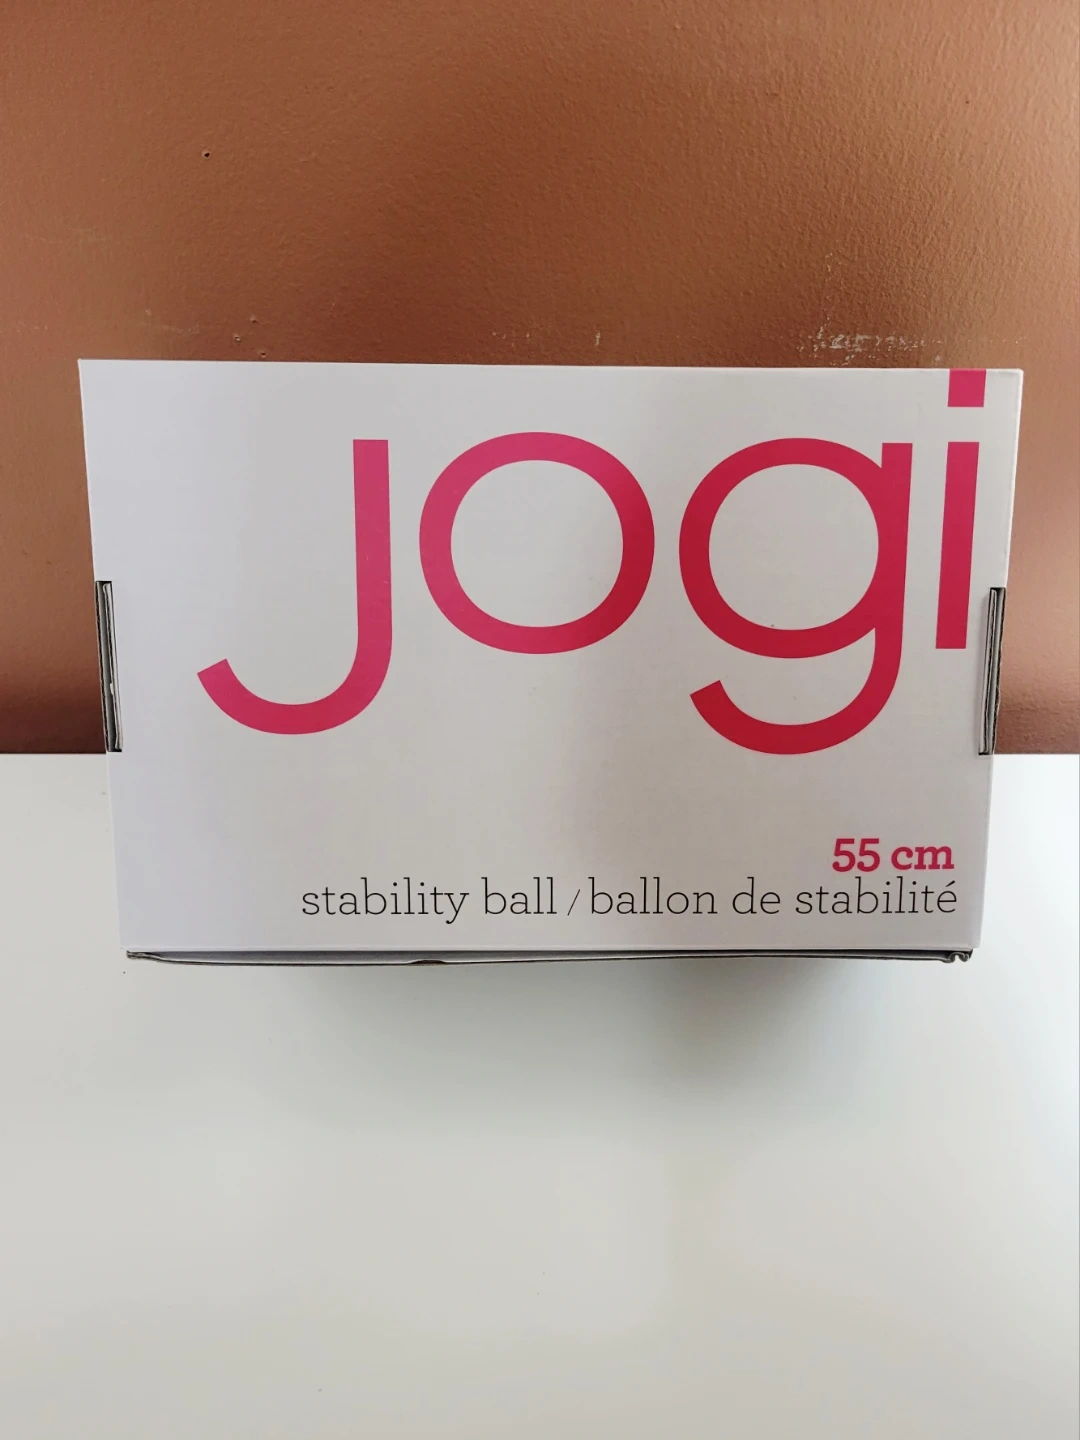 jogi
55 cm
stability ball / ballon de stabilité